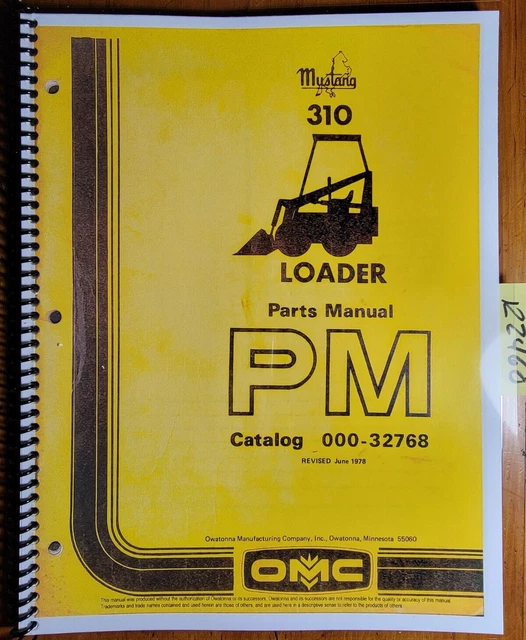 Mustang
310
LOADER
Parts Manual
PM
Catalog 000-32768
REVISED June 1978
Owatonna Manufacturing Company, Inc., Owatonna, Minnesota 55060
OMC
This manual was produced without the authorization of Owatonna or its successors. Owatonna and its successors are not responsible for the quality or accuracy of this manual.
Trademarks and trade names contained and used herein are those of others, and are used here in a descriptive sense to refer to the products of others.
R2460